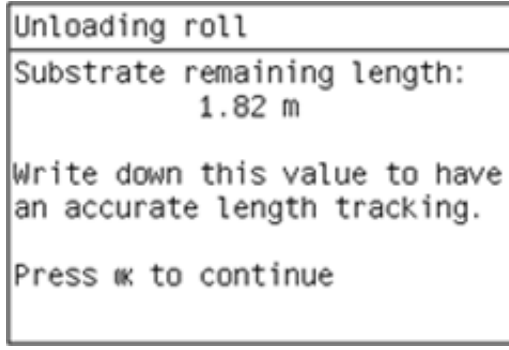 Unloading roll
Substrate remaining length:
1.82 m
Write down this value to have
an accurate length tracking.
Press OK to continue